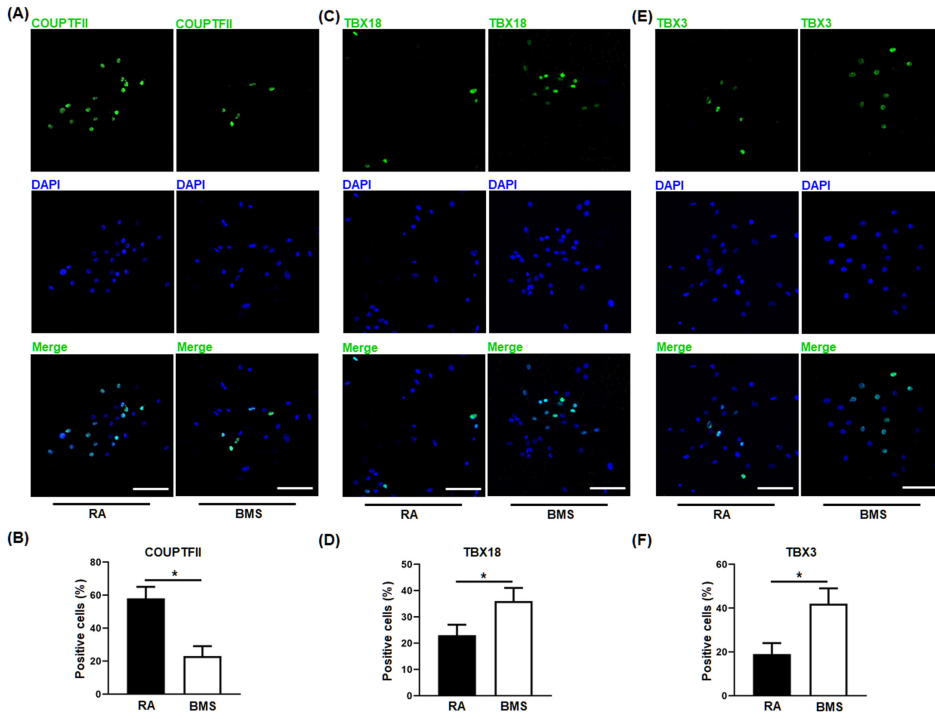 (A) (C) (E)
COUPTFII COUPTFII TBX18 TBX18 TBX3 TBX3
DAPI DAPI DAPI DAPI DAPI DAPI
Merge Merge Merge Merge Merge Merge
RA BMS RA BMS RA BMS
(B)
COUPTFII
Positive cells (%)
80
60
40
20
0
*
RA BMS
(D)
TBX18
Positive cells (%)
50
40
30
20
10
0
*
RA BMS
(F)
TBX3
Positive cells (%)
60
40
20
0
*
RA BMS